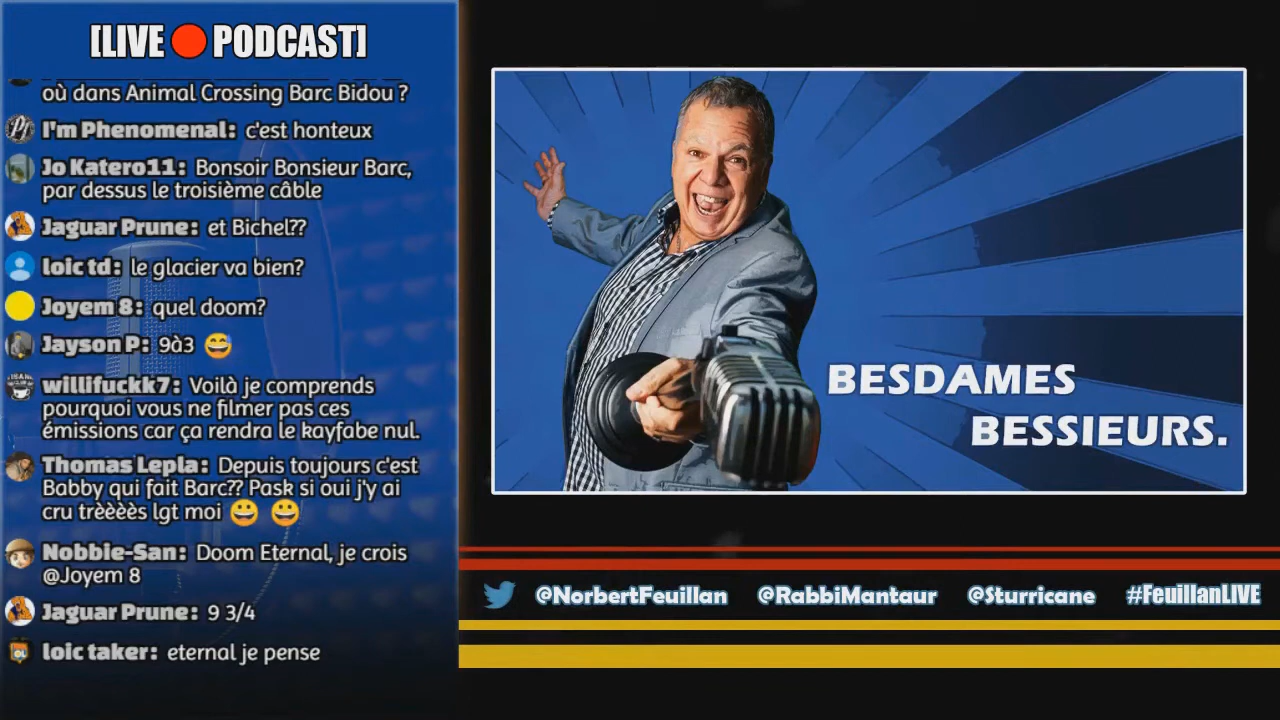 [LIVE PODCAST]
où dans Animal Crossing Barc Bidou ?
I'm Phenomenal: c'est honteux
Jo Katero11: Bonsoir Bonsieur Barc,
par dessus le troisième câble
Jaguar Prune: et Bichel??
loic td: le glacier va bien?
Joyem 8: quel doom?
Jayson P: 9à3 😅
willifuckk7: Voilà je comprends
pourquoi vous ne filmer pas ces
émissions car ça rendra le kayfabe nul.
Thomas Lepla: Depuis toujours c'est
Babby qui fait Barc?? Pask si oui j'y ai
cru trèèèès lgt moi 😀 😀
Nobbie-San: Doom Eternal, je crois
@Joyem 8
Jaguar Prune: 9 3/4
loic taker: eternal je pense
BESDAMES
BESSIEURS.
@NorbertFeuillan @RabbiMantaur @Sturricane #FeuillanLIVE